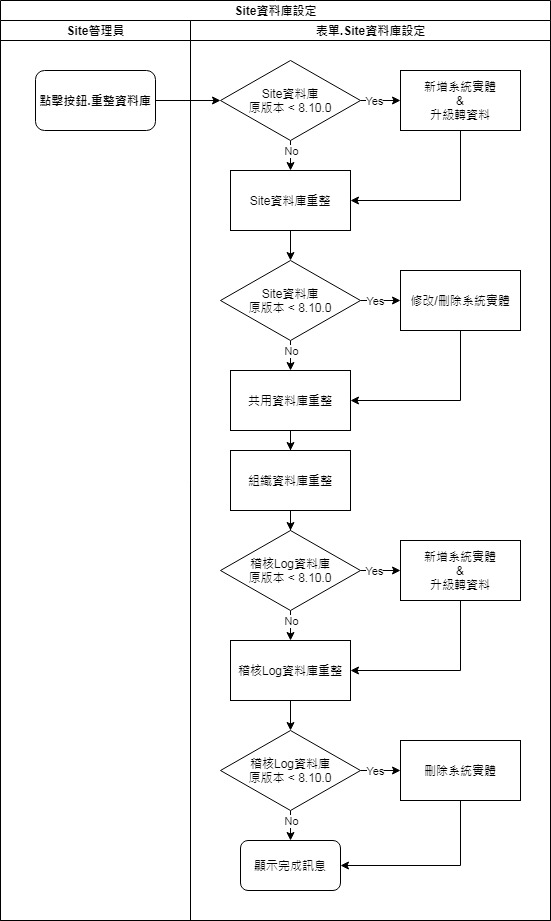 Site資料庫設定
Site管理員
表單.Site資料庫設定
點擊按鈕.重整資料庫
Site資料庫
原版本 < 8.10.0
Yes
新增系統實體
&
升級轉資料
No
Site資料庫重整
Site資料庫
原版本 < 8.10.0
Yes
修改/刪除系統實體
No
共用資料庫重整
組織資料庫重整
稽核Log資料庫
原版本 < 8.10.0
Yes
新增系統實體
&
升級轉資料
No
稽核Log資料庫重整
稽核Log資料庫
原版本 < 8.10.0
Yes
刪除系統實體
No
顯示完成訊息